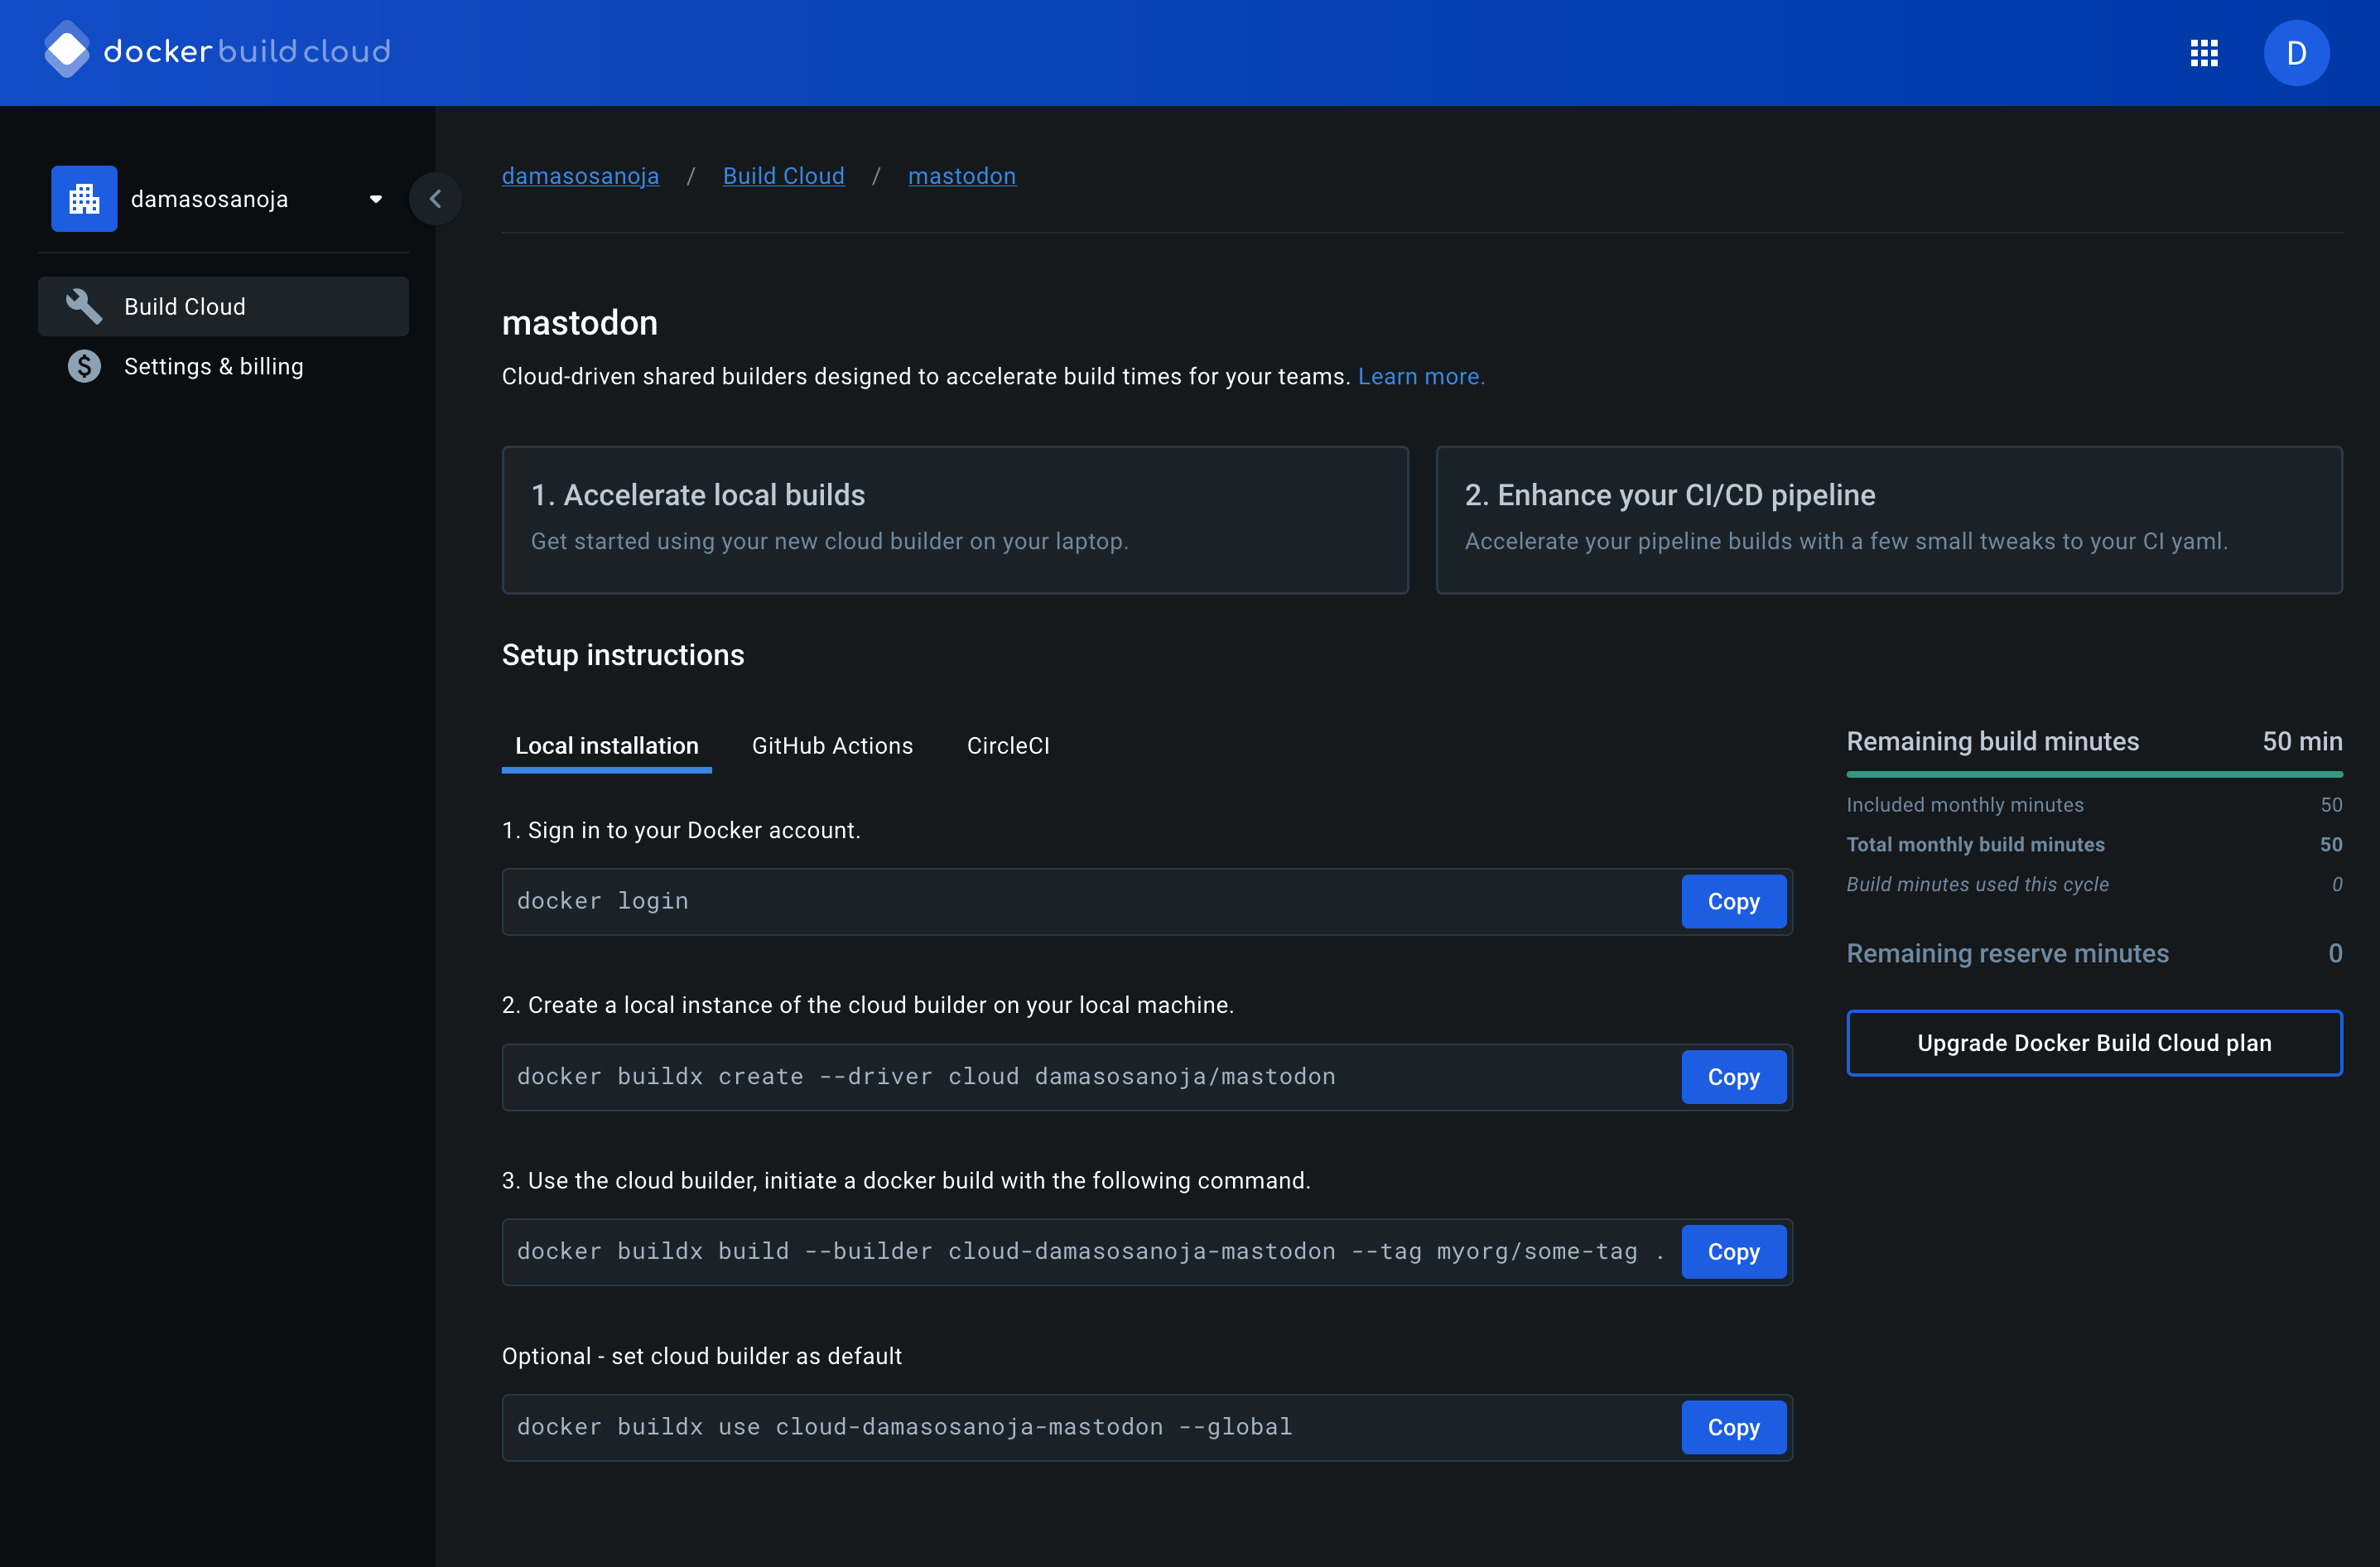 docker build cloud
D
damasosanoja
Build Cloud
Settings & billing
damasosanoja / Build Cloud / mastodon
mastodon
Cloud-driven shared builders designed to accelerate build times for your teams. Learn more.
1. Accelerate local builds
Get started using your new cloud builder on your laptop.
2. Enhance your CI/CD pipeline
Accelerate your pipeline builds with a few small tweaks to your CI yaml.
Setup instructions
Local installation GitHub Actions CircleCI
1. Sign in to your Docker account.
docker login Copy
2. Create a local instance of the cloud builder on your local machine.
docker buildx create --driver cloud damasosanoja/mastodon Copy
3. Use the cloud builder, initiate a docker build with the following command.
docker buildx build --builder cloud-damasosanoja-mastodon --tag myorg/some-tag . Copy
Optional - set cloud builder as default
docker buildx use cloud-damasosanoja-mastodon --global Copy
Remaining build minutes 50 min
Included monthly minutes 50
Total monthly build minutes 50
Build minutes used this cycle 0
Remaining reserve minutes 0
Upgrade Docker Build Cloud plan